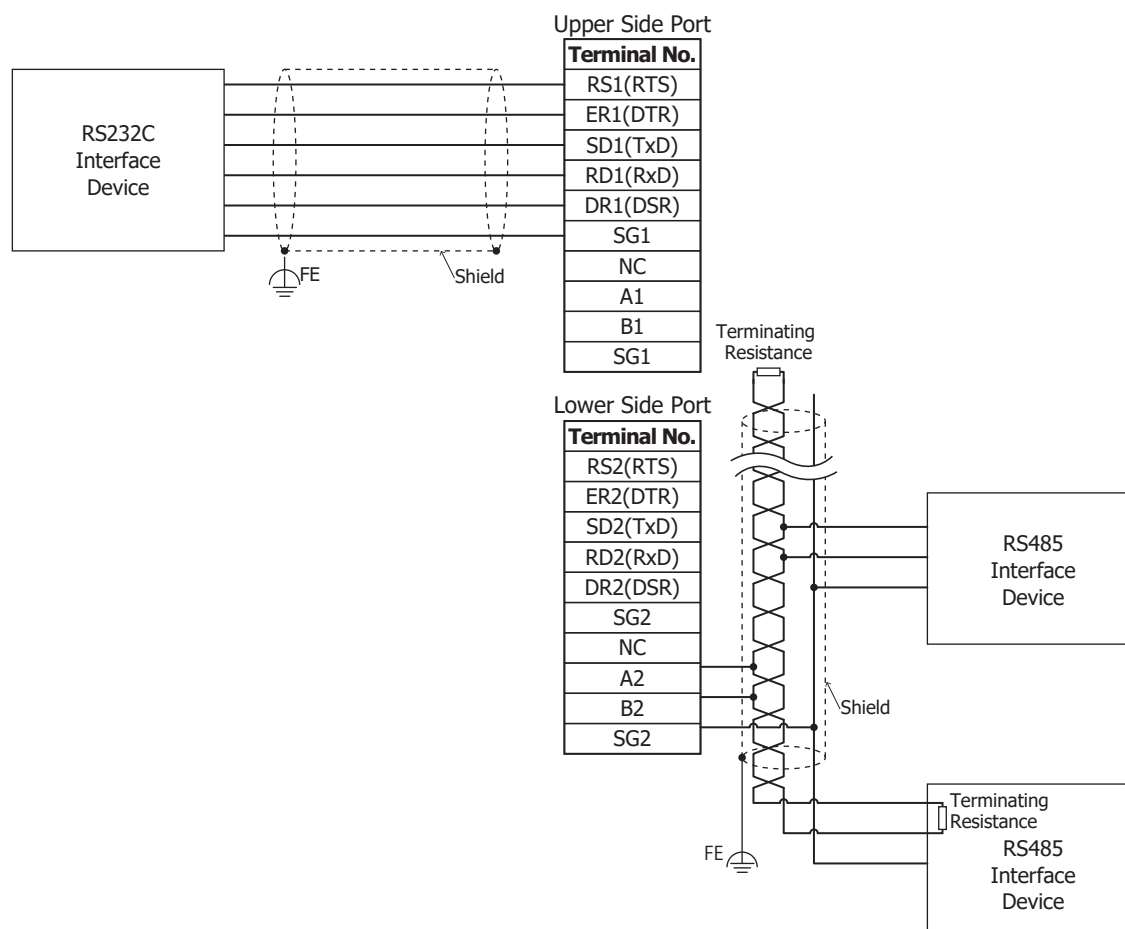 Upper Side Port
Terminal No.
RS1(RTS)
ER1(DTR)
SD1(TxD)
RD1(RxD)
DR1(DSR)
SG1
NC
A1
B1
SG1
RS232C
Interface
Device
FE
Shield
Terminating
Resistance
Lower Side Port
Terminal No.
RS2(RTS)
ER2(DTR)
SD2(TxD)
RD2(RxD)
DR2(DSR)
SG2
NC
A2
B2
SG2
RS485
Interface
Device
Shield
FE
Terminating
Resistance
RS485
Interface
Device